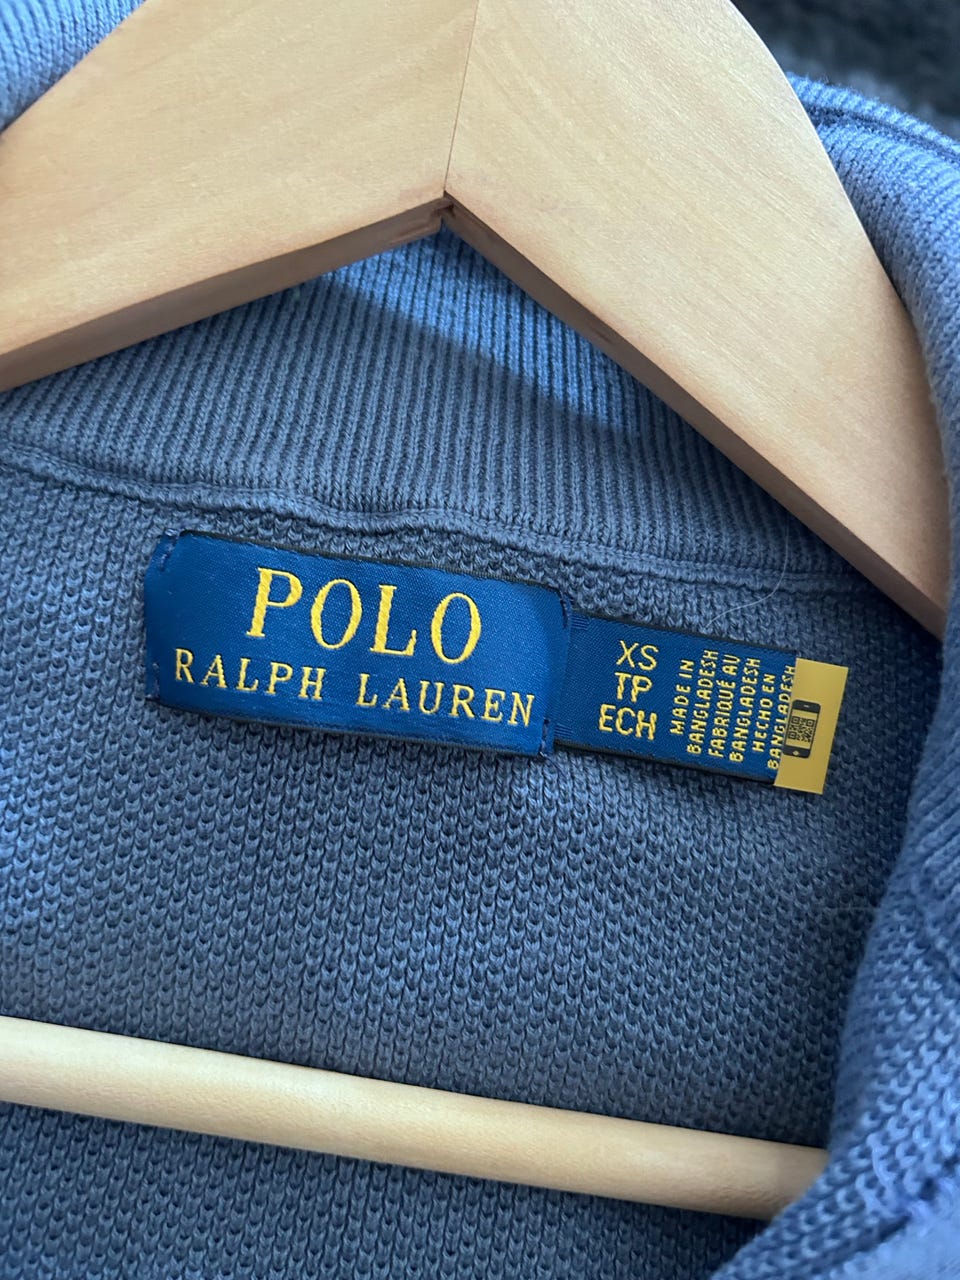 POLO
RALPH LAUREN
XS
TP
ECH
MADE IN
BANGLADESH
FABRIQUÉ AU
BANGLADESH
HECHO EN
BANGLADESH